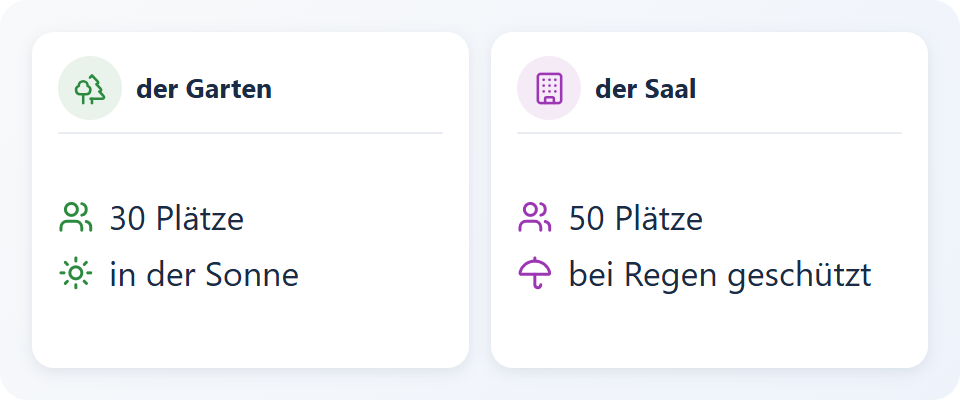 der Garten
30 Plätze
in der Sonne
der Saal
50 Plätze
bei Regen geschützt